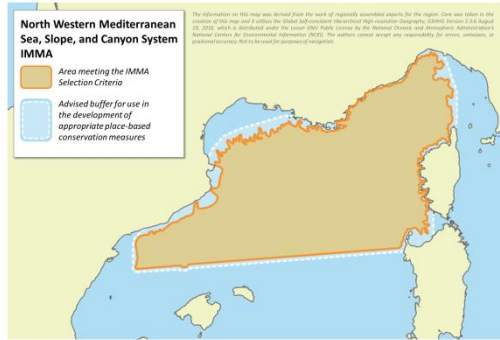 North Western Mediterranean
Sea, Slope, and Canyon System
IMMA
Area meeting the IMMA
Selection Criteria
Advised buffer for use in
the development of
appropriate place-based
conservation measures
The information on this map was derived from the work of regionally assembled experts for the region. Care was taken in the
creation of this map and it utilises the Global Self-consistent Hierarchical High-resolution Geography, GSHHG Version 2.3.6 August
19, 2016, which is distributed under the Lesser GNU Public License by the National Oceanic and Atmospheric Administration's
National Centers for Environmental Information (NCEI). The authors cannot accept any responsibility for errors, omissions, or
positional accuracy. Not to be used for purposes of navigation.